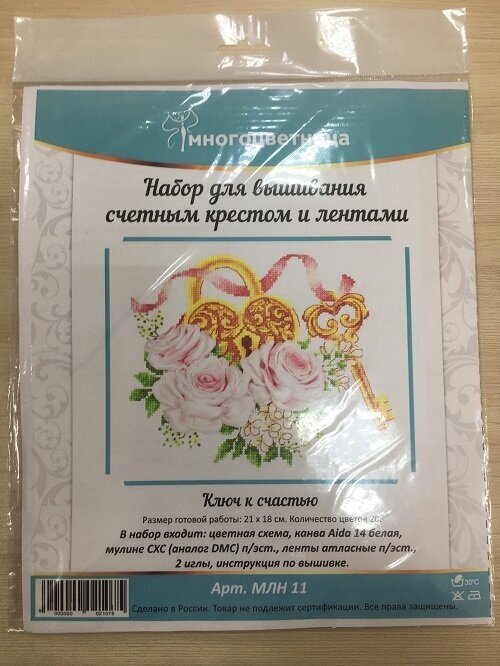 многоцветница
Набор для вышивания
счетным крестом и лентами
Ключ к счастью
Размер готовой работы: 21 х 18 см. Количество цветов 20.
В набор входит: цветная схема, канва Aida 14 белая,
мулине СХС (аналог DMC) п/эст., ленты атласные п/эст.,
2 иглы, инструкция по вышивке.
Арт. МЛН 11
30°C
000000 021075
Сделано в России. Товар не подлежит сертификации. Все права защищены.